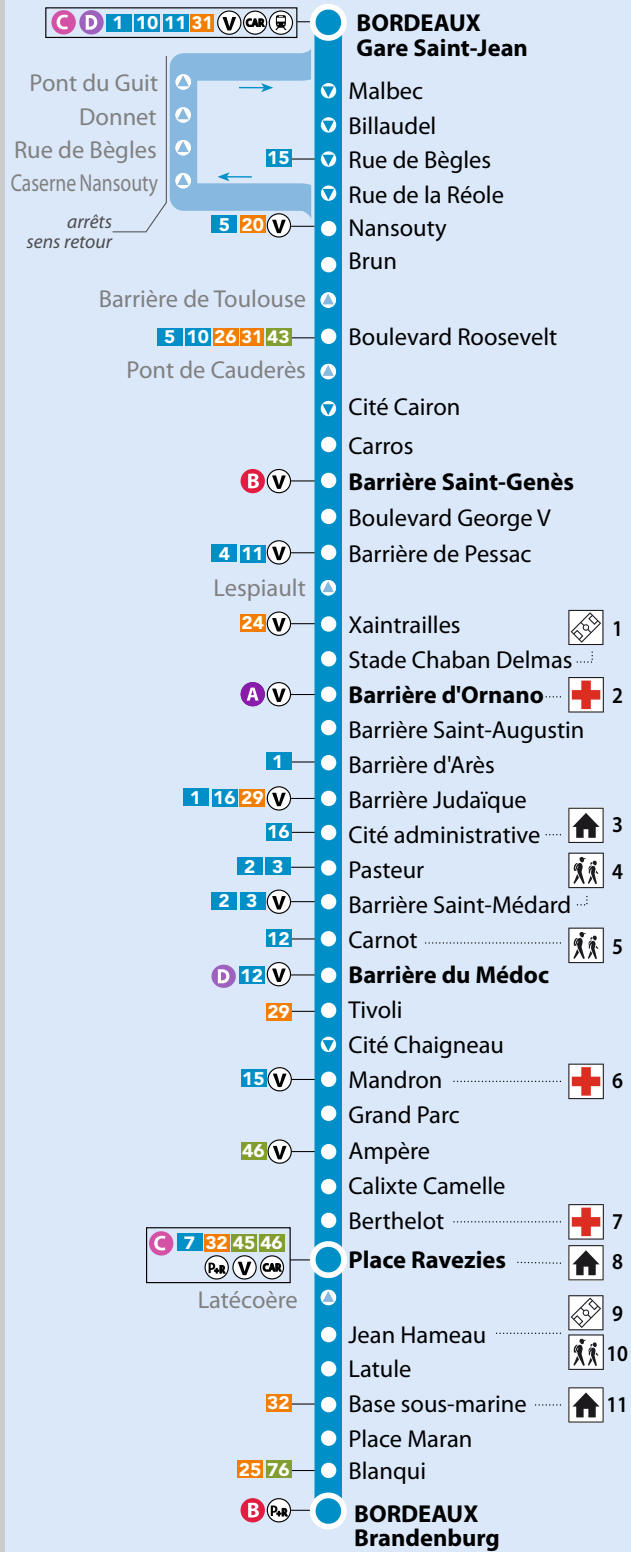 C D 1 10 11 31 V CAR BORDEAUX
Gare Saint-Jean
Pont du Guit
Malbec
Donnet
Billaudel
Rue de Bègles
15 Rue de Bègles
Caserne Nansouty
Rue de la Réole
arrêts
sens retour
5 20 V Nansouty
Brun
Barrière de Toulouse
5 10 26 31 43 Boulevard Roosevelt
Pont de Cauderès
Cité Cairon
Carros
B V Barrière Saint-Genès
Boulevard George V
4 11 V Barrière de Pessac
Lespiault
24 V Xaintrailles 1
Stade Chaban Delmas
A V Barrière d'Ornano 2
Barrière Saint-Augustin
1 Barrière d'Arès
1 16 29 V Barrière Judaïque
16 Cité administrative 3
2 3 Pasteur 4
2 3 V Barrière Saint-Médard
12 Carnot 5
D 12 V Barrière du Médoc
29 Tivoli
Cité Chaigneau
15 V Mandron 6
Grand Parc
46 V Ampère
Calixte Camelle
Berthelot 7
C 7 32 45 46
P+R V CAR
Place Ravezies 8
Latécoère
9
Jean Hameau
10
Latule
32 Base sous-marine 11
Place Maran
25 76 Blanqui
B P+R BORDEAUX
Brandenburg